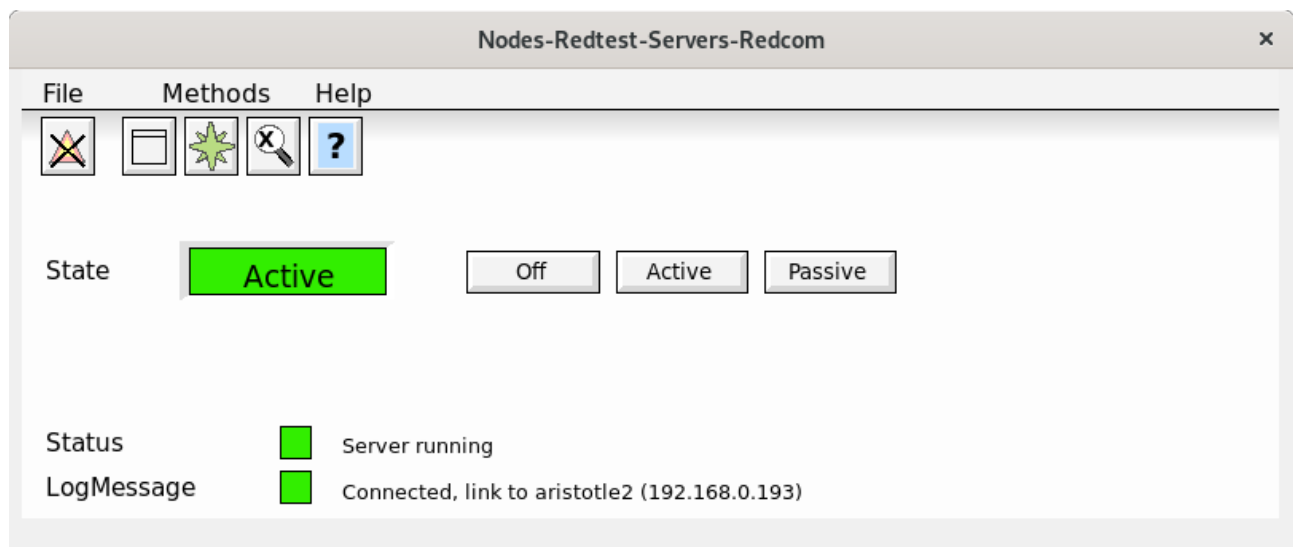 Nodes-Redtest-Servers-Redcom ×
File Methods Help
X ?
State Active Off Active Passive
Status Server running
LogMessage Connected, link to aristotle2 (192.168.0.193)